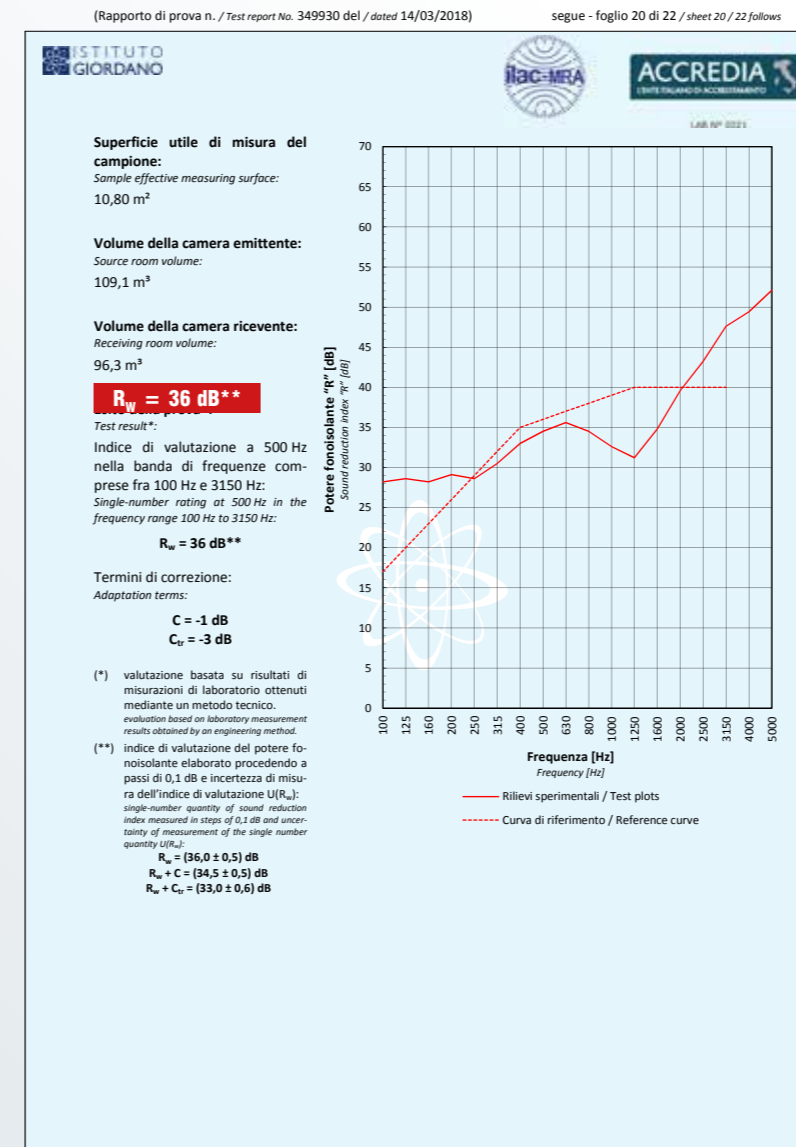 (Rapporto di prova n. / Test report No. 349930 del / dated 14/03/2018)
segue - foglio 20 di 22 / sheet 20 / 22 follows
ISTITUTO
GIORDANO
ilac-MRA
ACCREDIA
L'ENTE ITALIANO DI ACCREDITAMENTO
LAB N° 0021
Superficie utile di misura del
campione:
Sample effective measuring surface:
10,80 m²
Volume della camera emittente:
Source room volume:
109,1 m³
Volume della camera ricevente:
Receiving room volume:
96,3 m³
R_w = 36 dB**
Test result*:
Indice di valutazione a 500 Hz
nella banda di frequenze com-
prese fra 100 Hz e 3150 Hz:
Single-number rating at 500 Hz in the
frequency range 100 Hz to 3150 Hz:
R_w = 36 dB**
Termini di correzione:
Adaptation terms:
C = -1 dB
C_tr = -3 dB
(*) valutazione basata su risultati di
misurazioni di laboratorio ottenuti
mediante un metodo tecnico.
evaluation based on laboratory measurement
results obtained by an engineering method.
(**) indice di valutazione del potere fo-
noisolante elaborato procedendo a
passi di 0,1 dB e incertezza di misu-
ra dell'indice di valutazione U(R_w):
single-number quantity of sound reduction
index measured in steps of 0,1 dB and uncer-
tainty of measurement of the single number
quantity U(R_w):
R_w = (36,0 ± 0,5) dB
R_w + C = (34,5 ± 0,5) dB
R_w + C_tr = (33,0 ± 0,6) dB
Potere fonoisolante "R" [dB]
Sound reduction index "R" [dB]
70
65
60
55
50
45
40
35
30
25
20
15
10
5
0
100 125 160 200 250 315 400 500 630 800 1000 1250 1600 2000 2500 3150 4000 5000
Frequenza [Hz]
Frequency [Hz]
Rilievi sperimentali / Test plots
Curva di riferimento / Reference curve